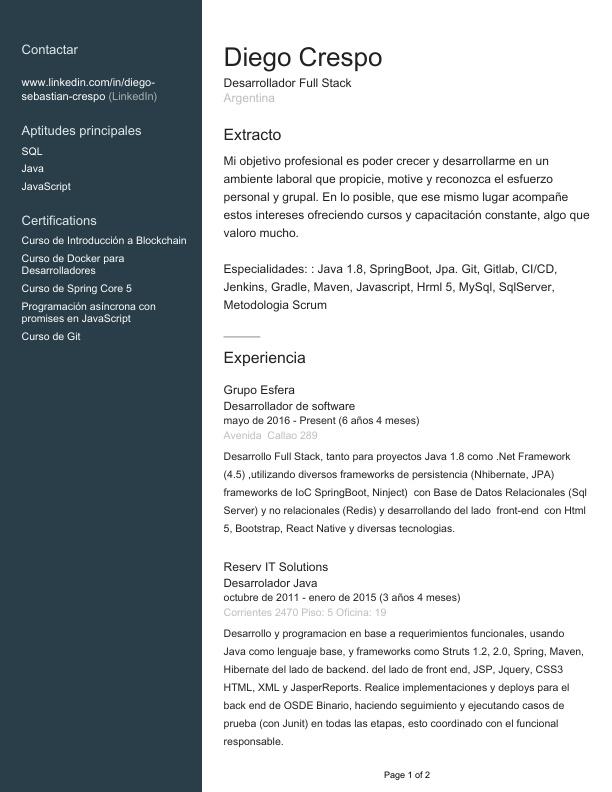 Contactar
www.linkedin.com/in/diego-
sebastian-crespo (LinkedIn)
Aptitudes principales
SQL
Java
JavaScript
Certifications
Curso de Introducción a Blockchain
Curso de Docker para
Desarrolladores
Curso de Spring Core 5
Programación asíncrona con
promises en JavaScript
Curso de Git
Diego Crespo
Desarrollador Full Stack
Argentina
Extracto
Mi objetivo profesional es poder crecer y desarrollarme en un
ambiente laboral que propicie, motive y reconozca el esfuerzo
personal y grupal. En lo posible, que ese mismo lugar acompañe
estos intereses ofreciendo cursos y capacitación constante, algo que
valoro mucho.
Especialidades: : Java 1.8, SpringBoot, Jpa. Git, Gitlab, CI/CD,
Jenkins, Gradle, Maven, Javascript, Hrml 5, MySql, SqlServer,
Metodologia Scrum
Experiencia
Grupo Esfera
Desarrollador de software
mayo de 2016 - Present (6 años 4 meses)
Avenida  Callao 289
Desarrollo Full Stack, tanto para proyectos Java 1.8 como .Net Framework
(4.5) ,utilizando diversos frameworks de persistencia (Nhibernate, JPA)
frameworks de IoC SpringBoot, Ninject)  con Base de Datos Relacionales (Sql
Server) y no relacionales (Redis) y desarrollando del lado  front-end  con Html
5, Bootstrap, React Native y diversas tecnologias.
Reserv IT Solutions
Desarrolador Java
octubre de 2011 - enero de 2015 (3 años 4 meses)
Corrientes 2470 Piso: 5 Oficina: 19
Desarrollo y programacion en base a requerimientos funcionales, usando
Java como lenguaje base, y frameworks como Struts 1.2, 2.0, Spring, Maven,
Hibernate del lado de backend. del lado de front end, JSP, Jquery, CSS3
HTML, XML y JasperReports. Realice implementaciones y deploys para el
back end de OSDE Binario, haciendo seguimiento y ejecutando casos de
prueba (con Junit) en todas las etapas, esto coordinado con el funcional
responsable.
Page 1 of 2